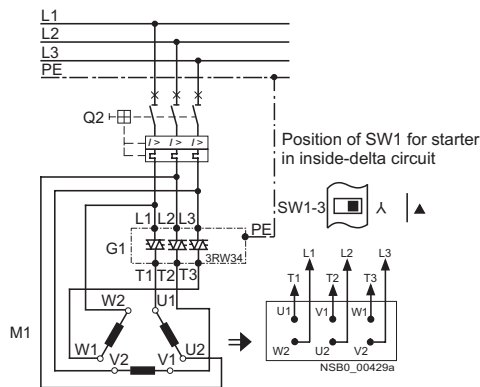 L1
L2
L3
PE
Q2
I > I > I >
Position of SW1 for starter
in inside-delta circuit
SW1-3
L1 L2 L3
PE
G1
3RW34
T1 T2 T3
L1 L2 L3
T1 T2 T3
U1 V1 W1
W2 U2 V2
NSB0_00429a
M1
W2 U1
W1 U2
V2 V1